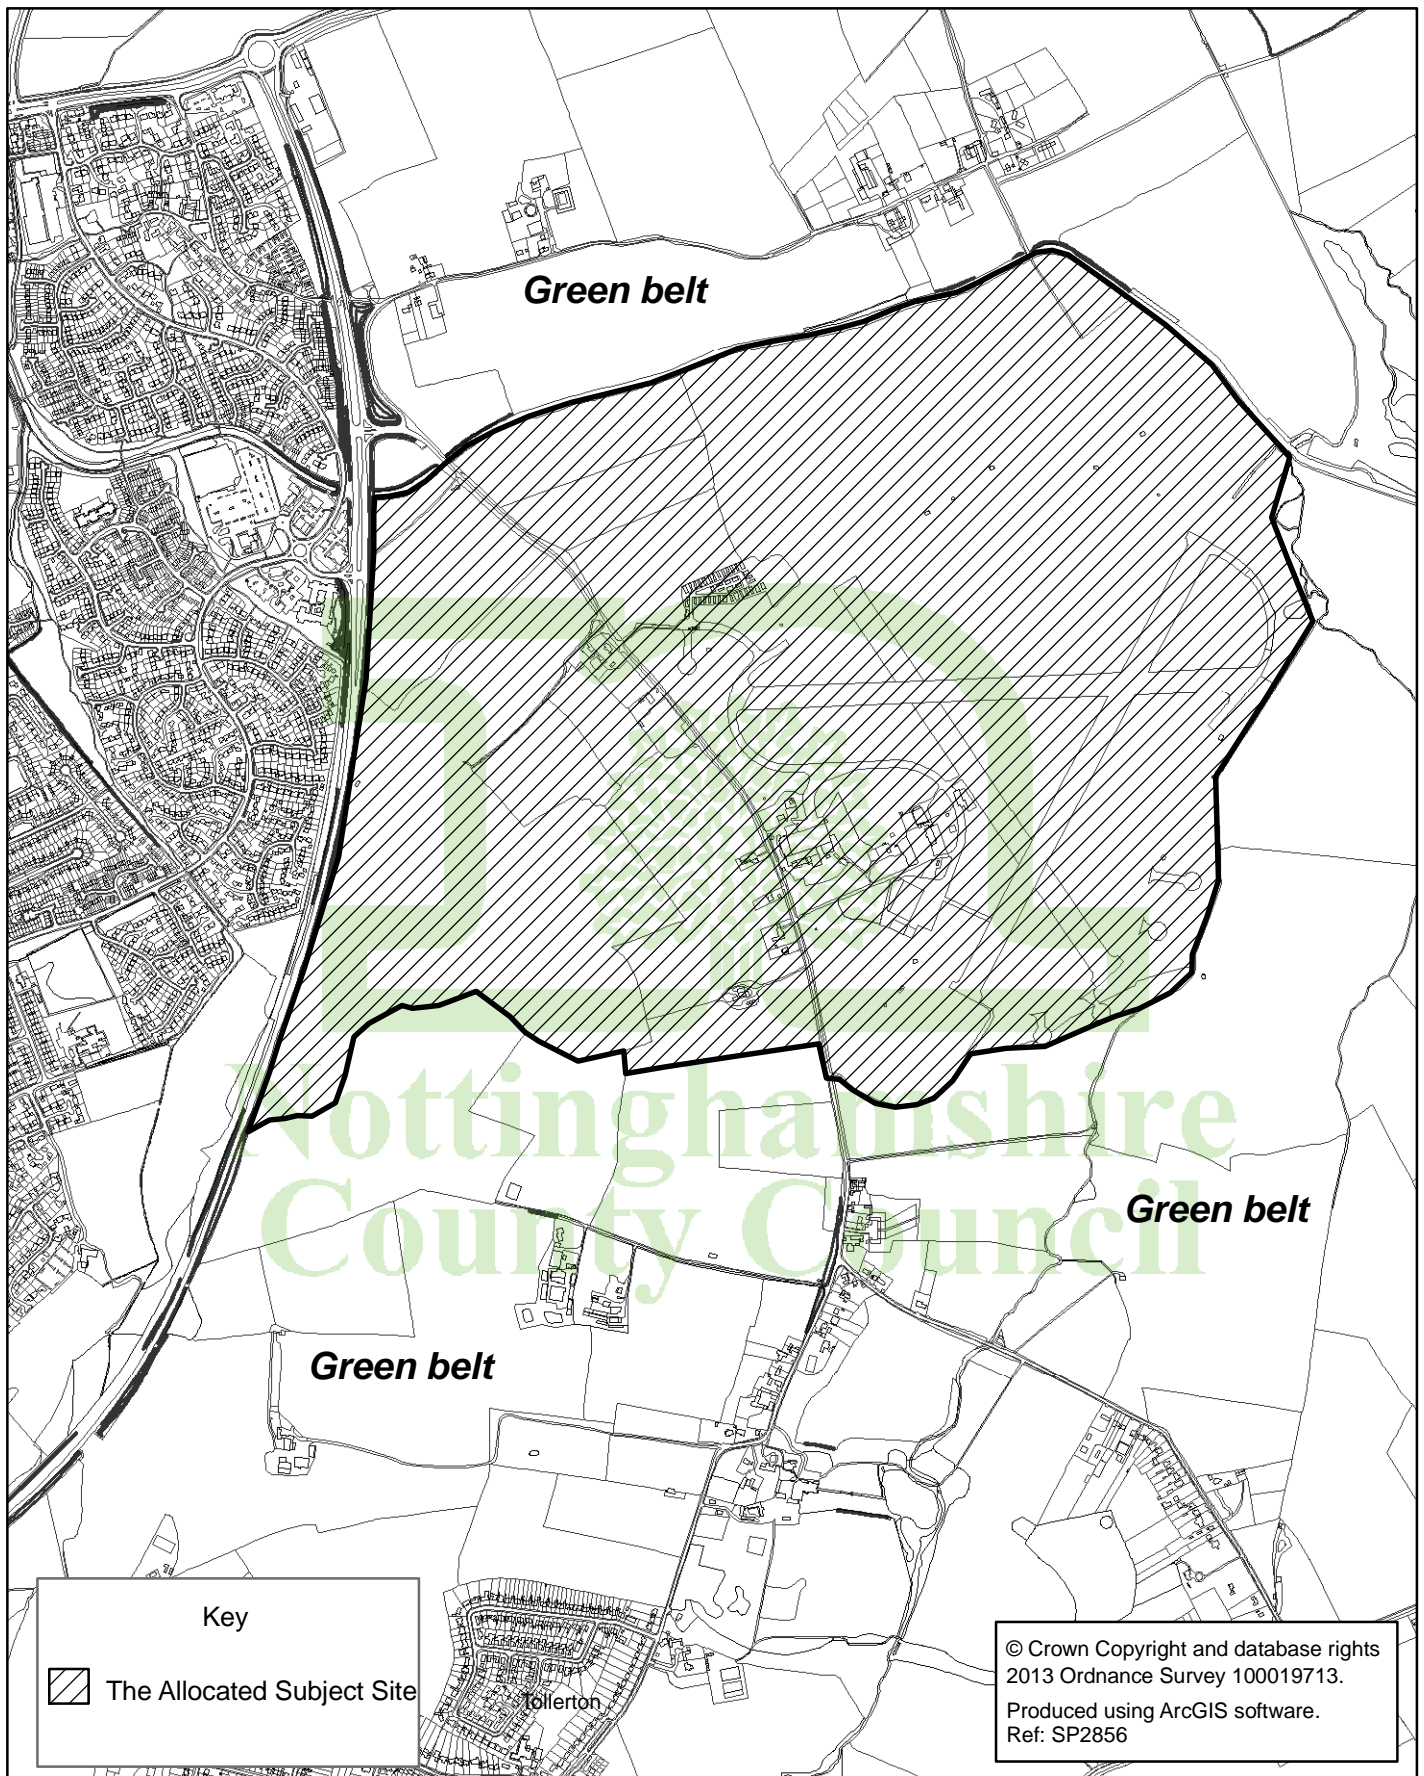 Green belt
Nottinghamshire
County Council
Green belt
Green belt
Key
The Allocated Subject Site
Tollerton
© Crown Copyright and database rights
2013 Ordnance Survey 100019713.
Produced using ArcGIS software.
Ref: SP2856